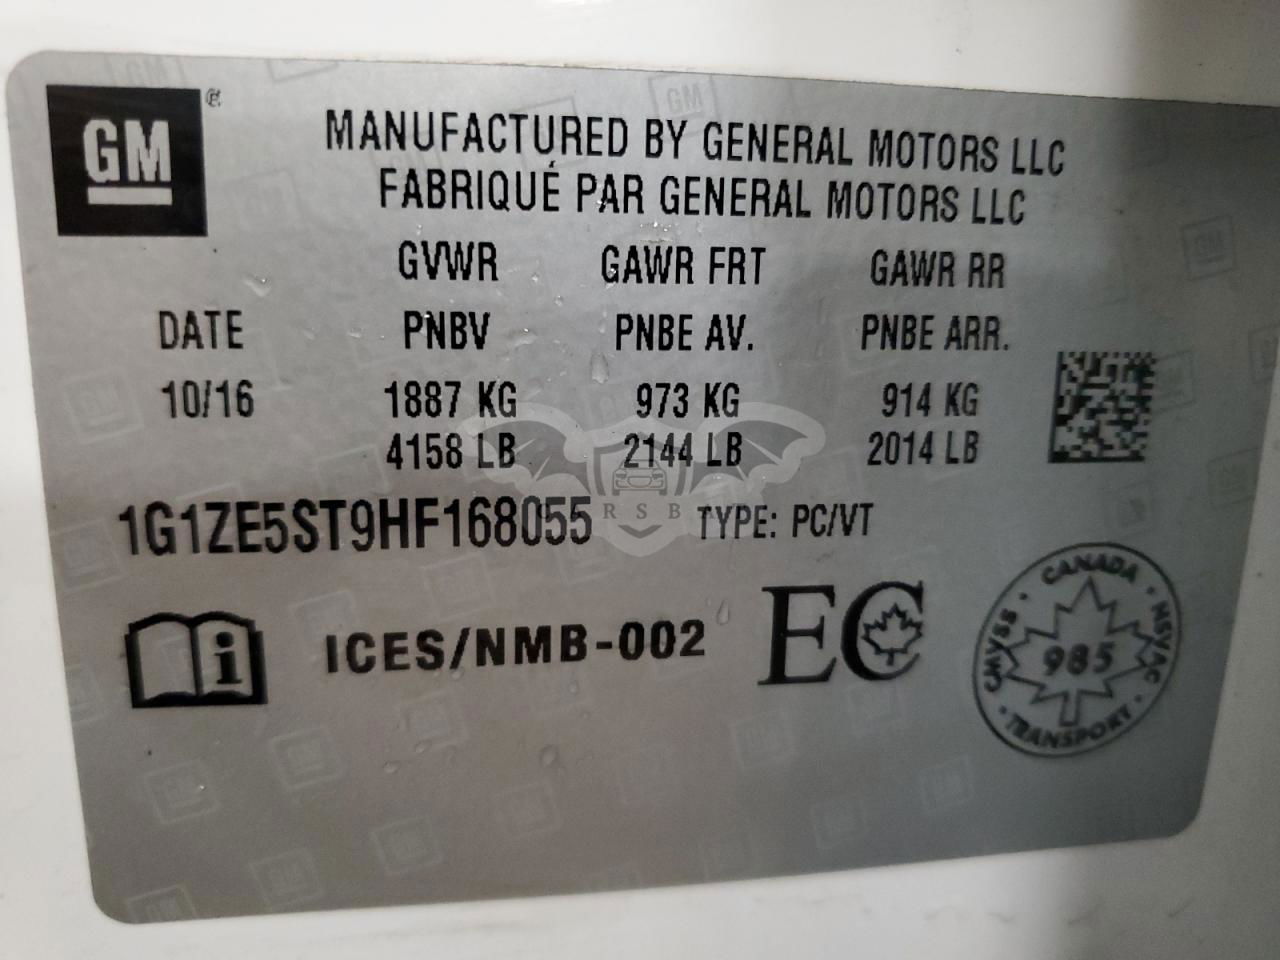 GM
MANUFACTURED BY GENERAL MOTORS LLC
FABRIQUÉ PAR GENERAL MOTORS LLC
GVWR GAWR FRT GAWR RR
DATE PNBV PNBE AV. PNBE ARR.
10/16 1887 KG 973 KG 914 KG
4158 LB 2144 LB 2014 LB
1G1ZE5ST9HF168055 TYPE: PC/VT
ICES/NMB-002 EC
CANADA
CMVSS 985 NSVAC
TRANSPORT